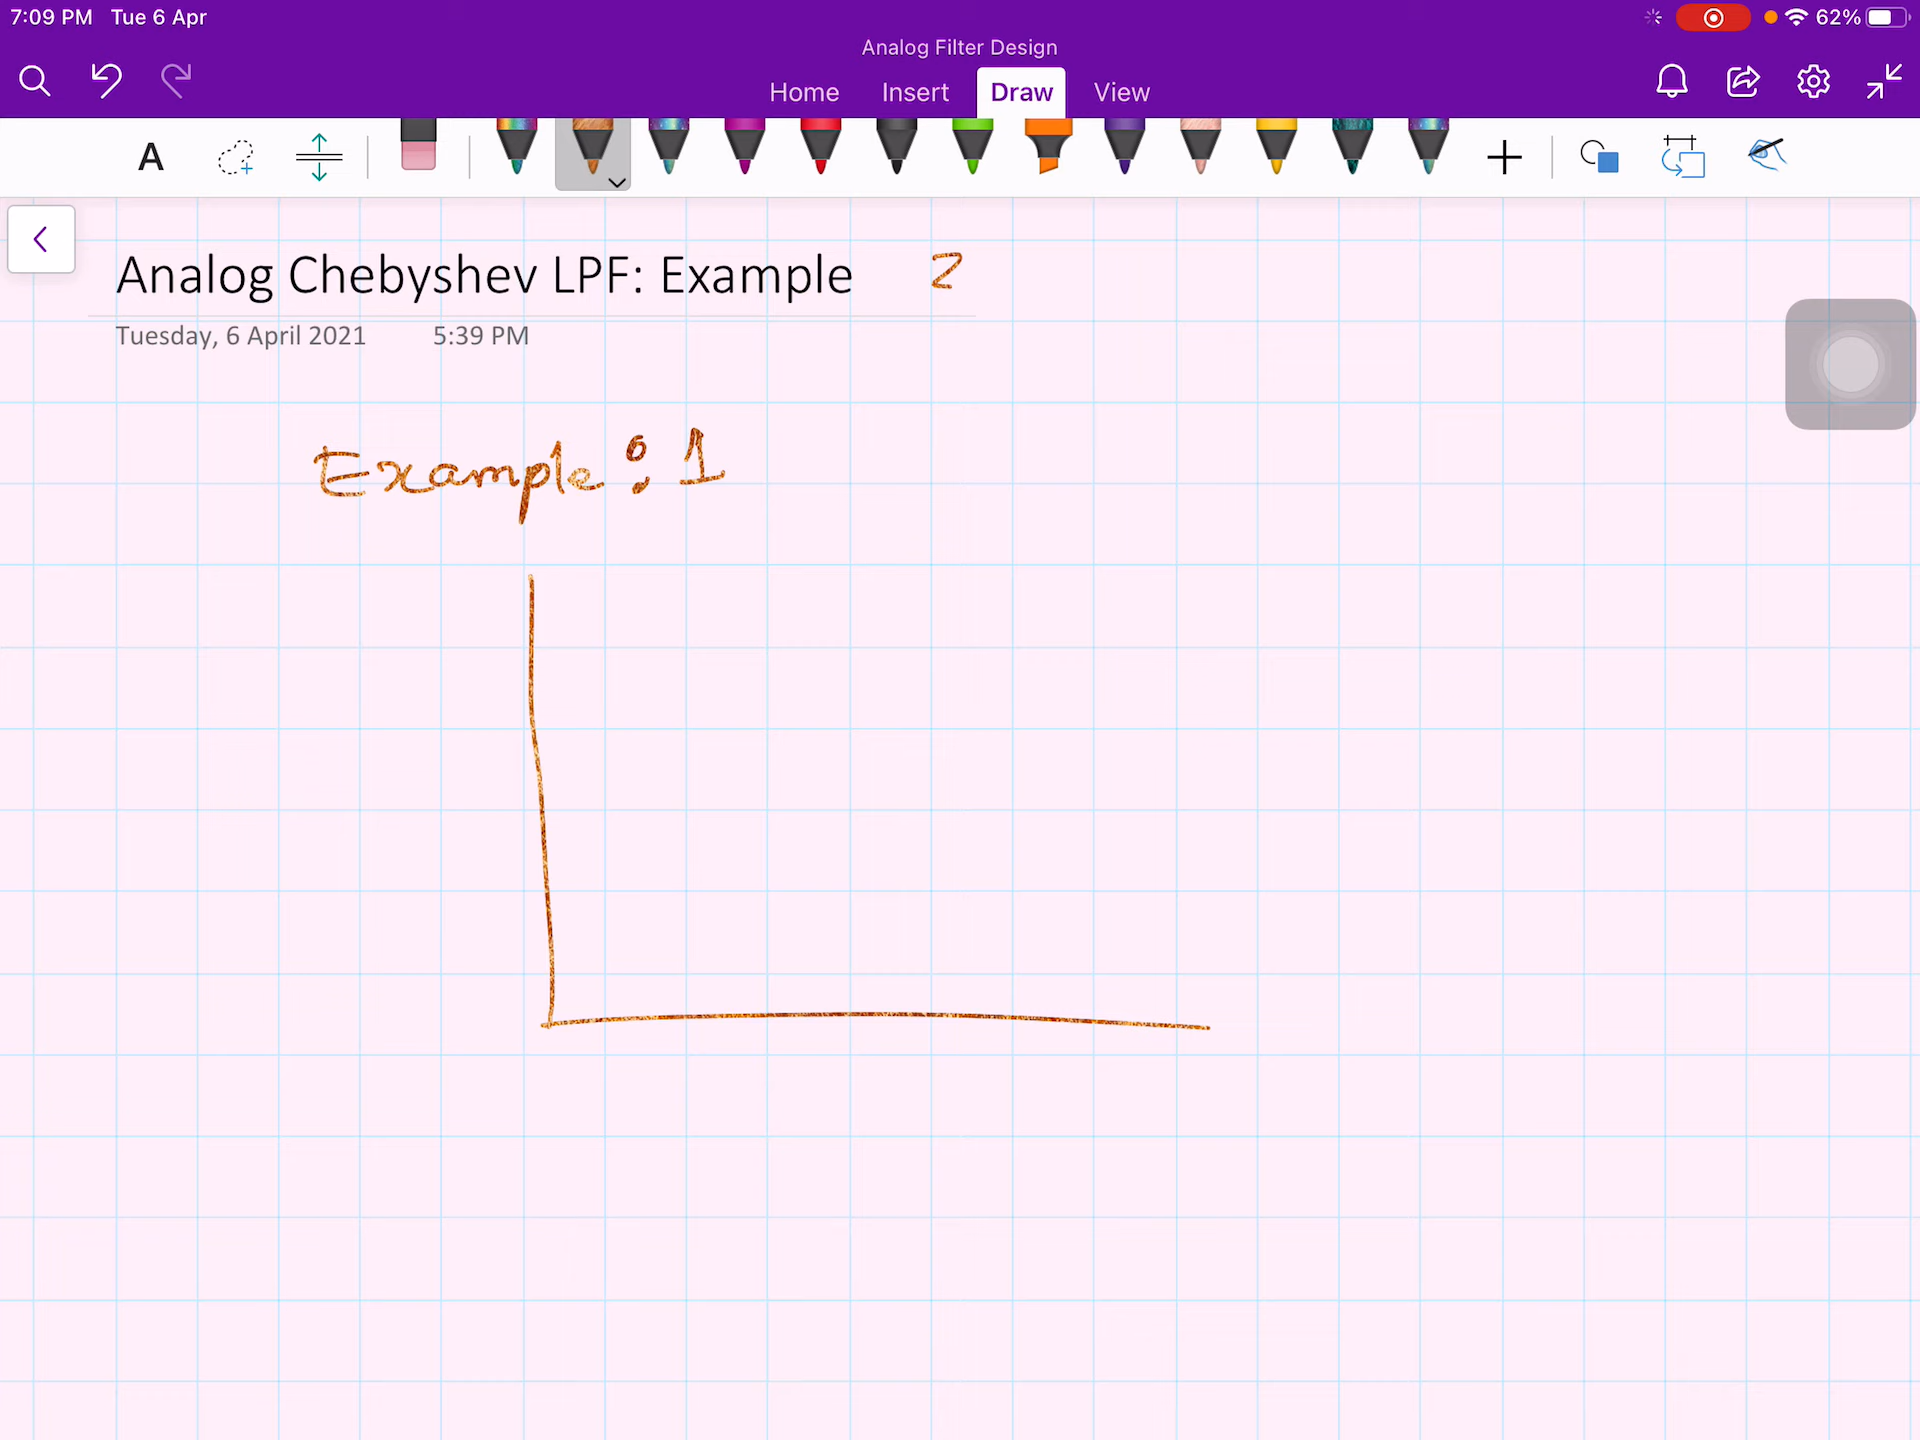 7:09 PM Tue 6 Apr 62%
Analog Filter Design
Home Insert Draw View
A
Analog Chebyshev LPF: Example 2
Tuesday, 6 April 2021 5:39 PM
Example : 1